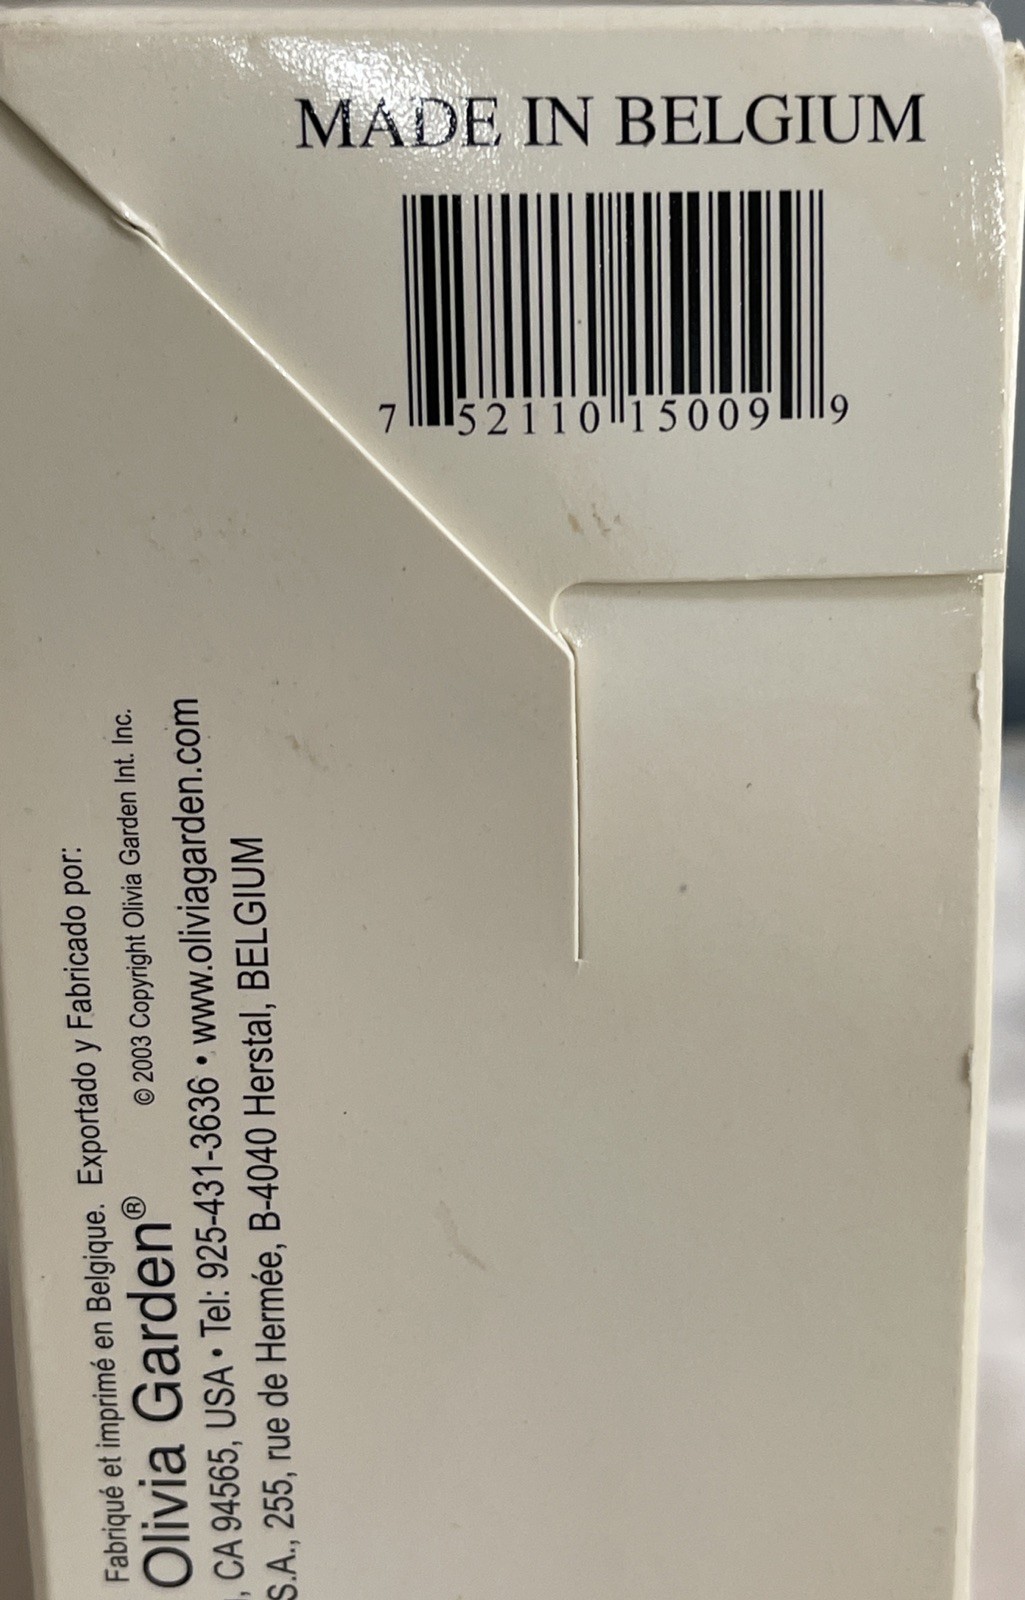 MADE IN BELGIUM
7 52110 15009 9
Fabriqué et imprimé en Belgique. Exportado y Fabricado por:
Olivia Garden® © 2003 Copyright Olivia Garden Int. Inc.
, CA 94565, USA • Tel: 925-431-3636 • www.oliviagarden.com
S.A., 255, rue de Hermée, B-4040 Herstal, BELGIUM